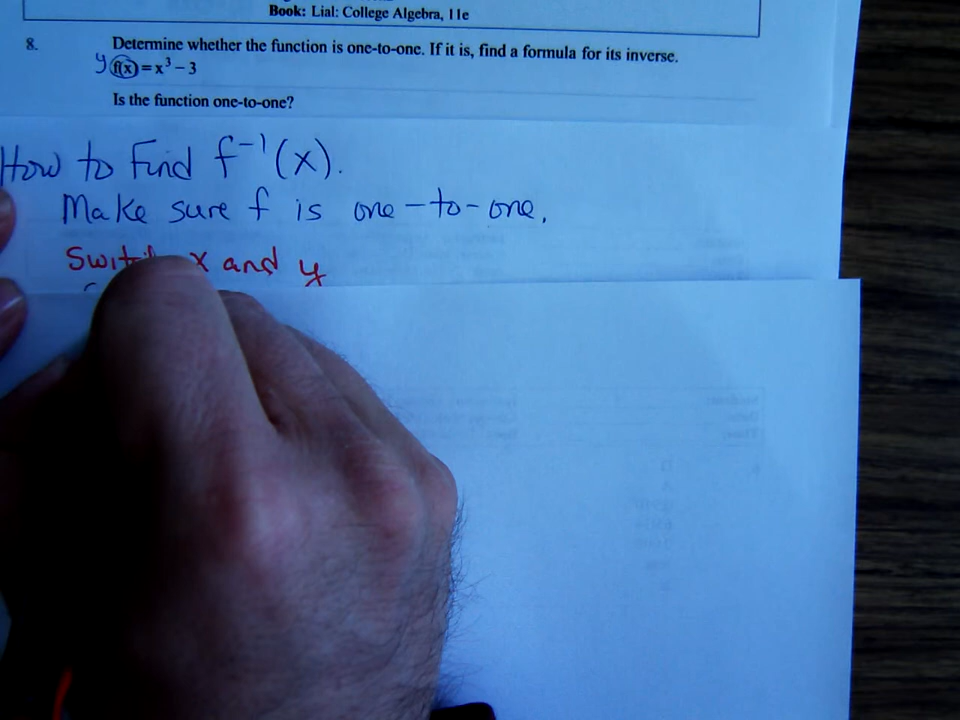 Book: Lial: College Algebra, 11e
8. Determine whether the function is one-to-one. If it is, find a formula for its inverse.
y f(x) = x³ – 3
Is the function one-to-one?
How to Find f⁻¹(x).
Make sure f is one-to-one.
x and y